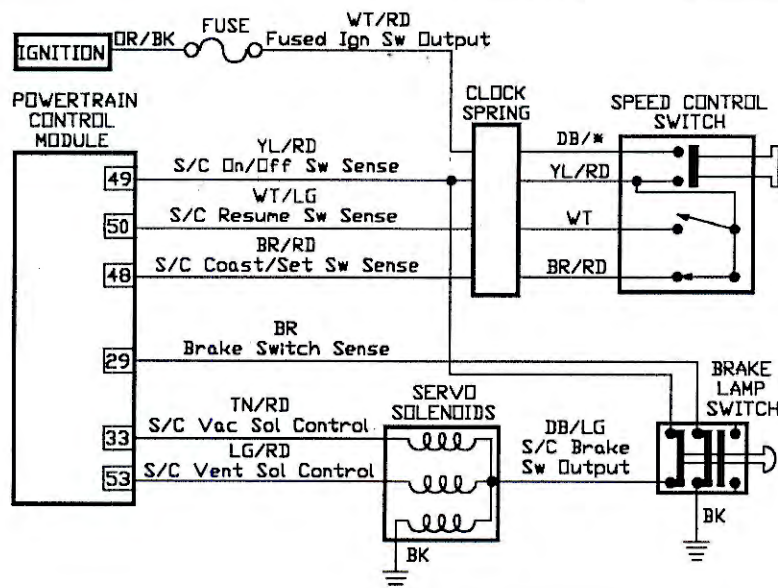 WT/RD
FUSE
OR/BK
Fused Ign Sw Output
IGNITION
POWERTRAIN
CONTROL
MODULE
CLOCK
SPRING
SPEED CONTROL
SWITCH
DB/*
YL/RD
49
S/C On/Off Sw Sense
YL/RD
WT/LG
50
S/C Resume Sw Sense
WT
BR/RD
48
S/C Coast/Set Sw Sense
BR/RD
BR
29
Brake Switch Sense
BRAKE
LAMP
SWITCH
TN/RD
33
S/C Vac Sol Control
SERVO
SOLENOIDS
LG/RD
53
S/C Vent Sol Control
DB/LG
S/C Brake
Sw Output
BK
BK